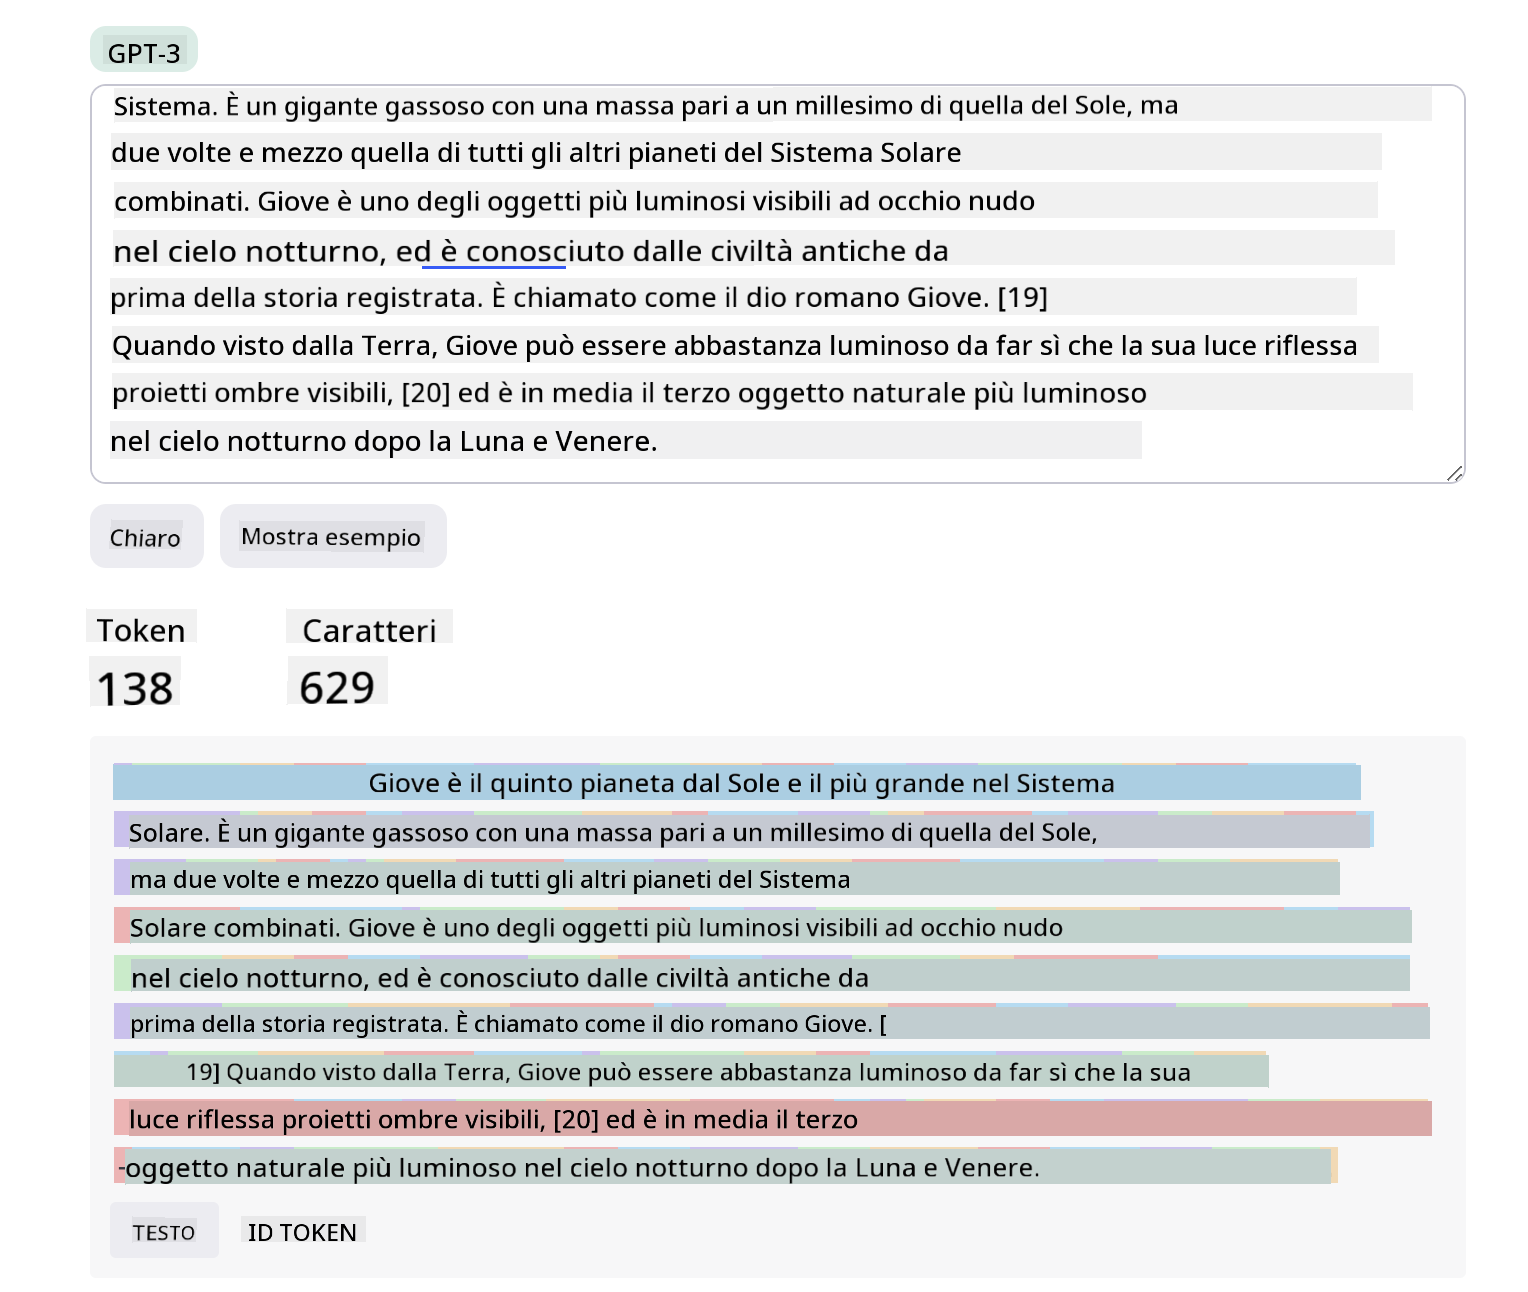 GPT-3
Sistema. È un gigante gassoso con una massa pari a un millesimo di quella del Sole, ma
due volte e mezzo quella di tutti gli altri pianeti del Sistema Solare
combinati. Giove è uno degli oggetti più luminosi visibili ad occhio nudo
nel cielo notturno, ed è conosciuto dalle civiltà antiche da
prima della storia registrata. È chiamato come il dio romano Giove. [19]
Quando visto dalla Terra, Giove può essere abbastanza luminoso da far sì che la sua luce riflessa
proietti ombre visibili, [20] ed è in media il terzo oggetto naturale più luminoso
nel cielo notturno dopo la Luna e Venere.
Chiaro
Mostra esempio
Token
Caratteri
138
629
Giove è il quinto pianeta dal Sole e il più grande nel Sistema
Solare. È un gigante gassoso con una massa pari a un millesimo di quella del Sole,
ma due volte e mezzo quella di tutti gli altri pianeti del Sistema
Solare combinati. Giove è uno degli oggetti più luminosi visibili ad occhio nudo
nel cielo notturno, ed è conosciuto dalle civiltà antiche da
prima della storia registrata. È chiamato come il dio romano Giove. [
19] Quando visto dalla Terra, Giove può essere abbastanza luminoso da far sì che la sua
luce riflessa proietti ombre visibili, [20] ed è in media il terzo
-oggetto naturale più luminoso nel cielo notturno dopo la Luna e Venere.
TESTO
ID TOKEN